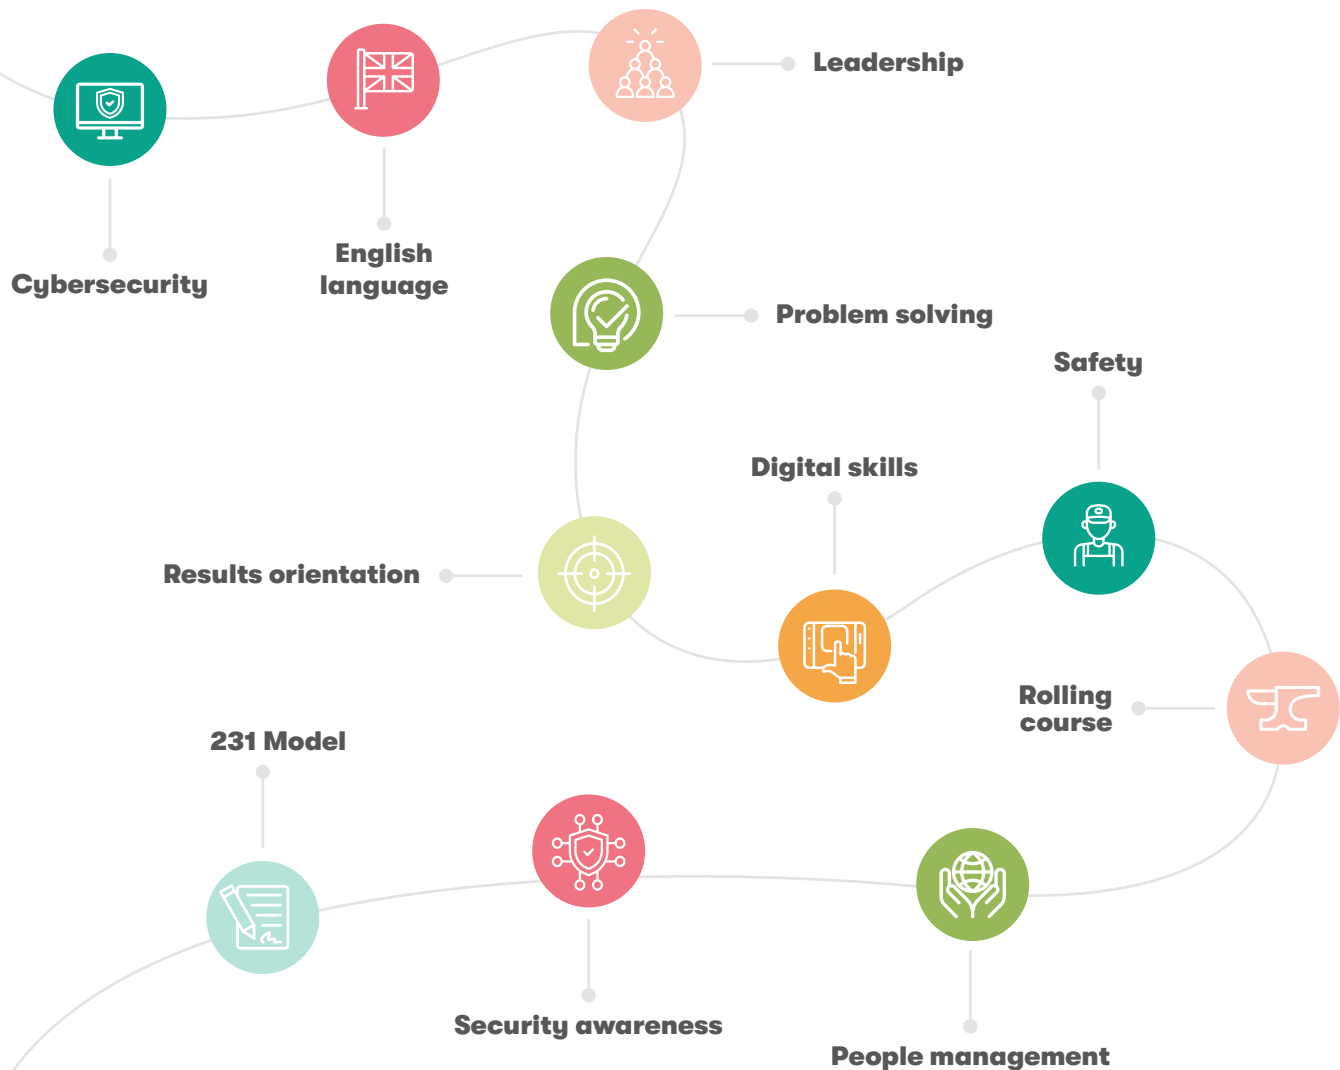 Leadership
English
language
Cybersecurity
Problem solving
Safety
Digital skills
Results orientation
Rolling
course
231 Model
Security awareness
People management